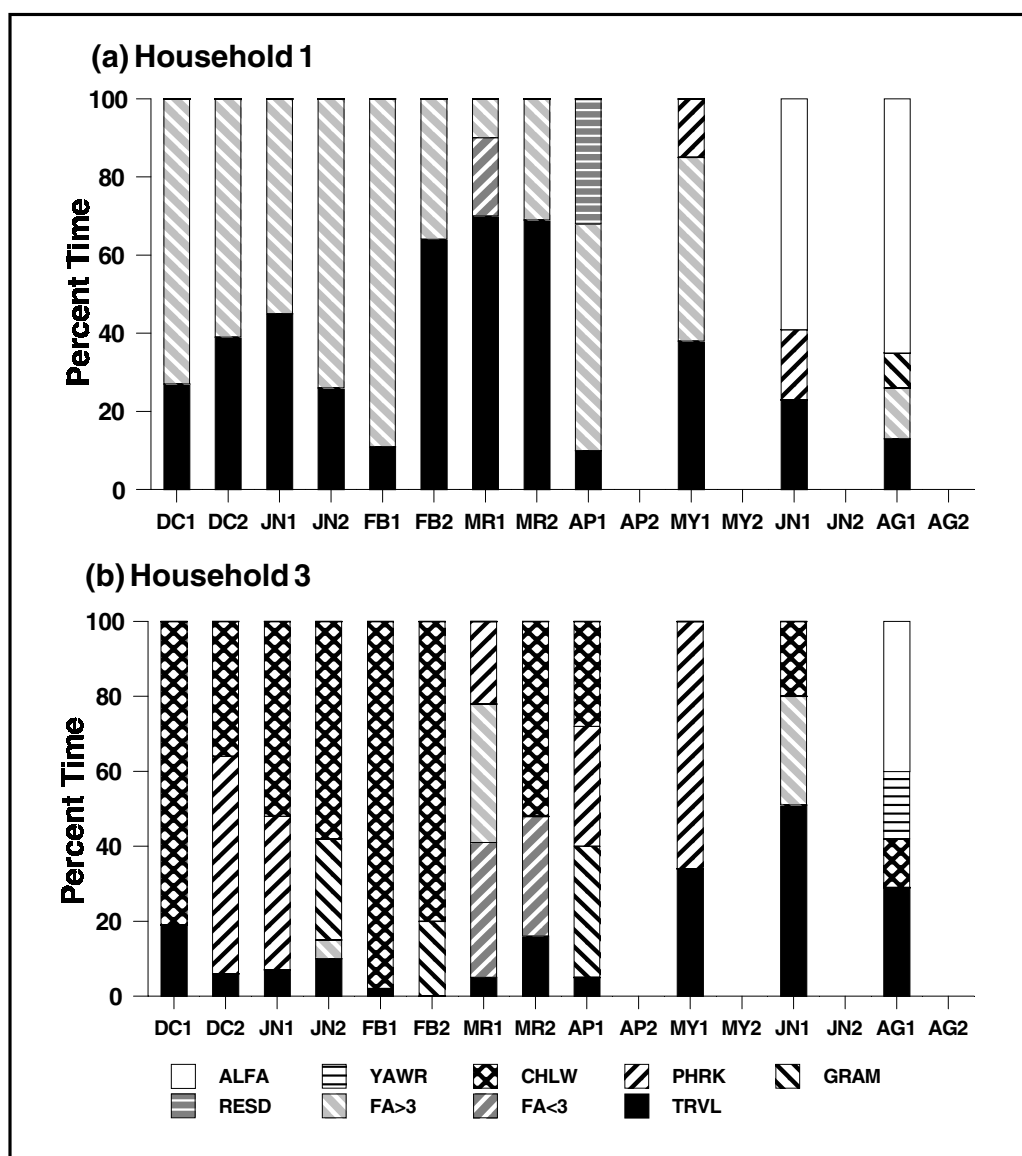 (a) Household 1
Percent Time
100
80
60
40
20
0
DC1 DC2 JN1 JN2 FB1 FB2 MR1 MR2 AP1 AP2 MY1 MY2 JN1 JN2 AG1 AG2
(b) Household 3
Percent Time
100
80
60
40
20
0
DC1 DC2 JN1 JN2 FB1 FB2 MR1 MR2 AP1 AP2 MY1 MY2 JN1 JN2 AG1 AG2
ALFA YAWR CHLW PHRK GRAM
RESD FA>3 FA<3 TRVL